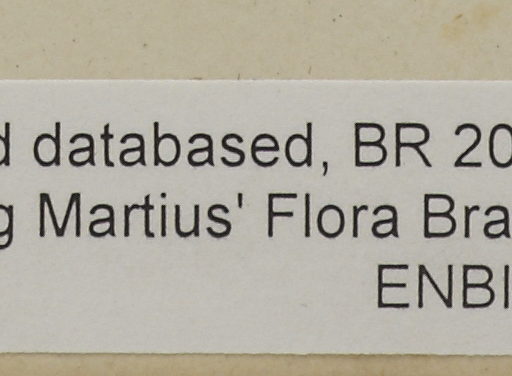 d databased, BR 20
g Martius' Flora Bra
ENBI